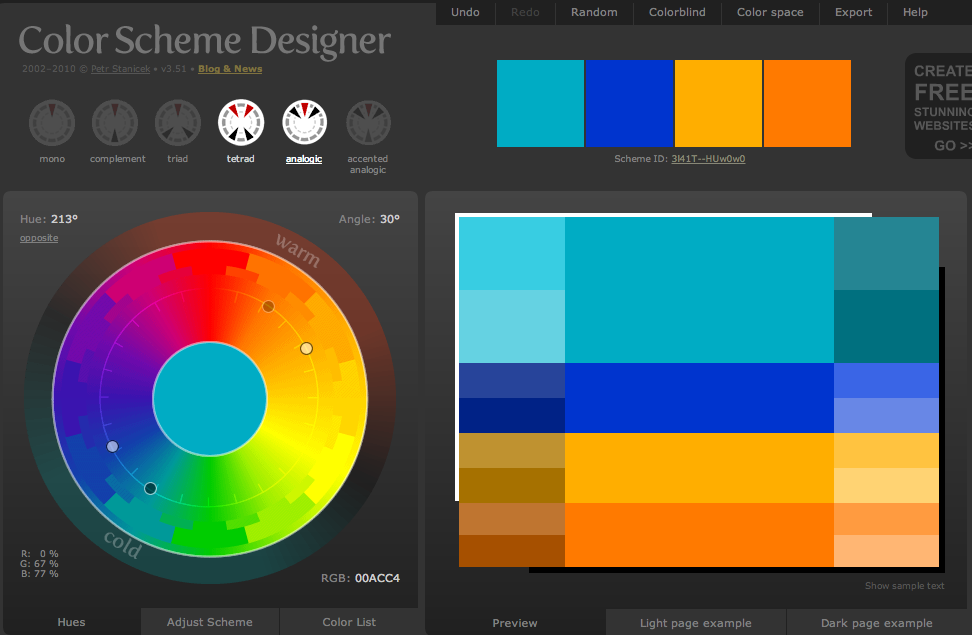 Undo
Redo
Random
Colorblind
Color space
Export
Help
Color Scheme Designer
2002–2010 © Petr Stanicek • v3.51 • Blog & News
mono
complement
triad
tetrad
analogic
accented
analogic
Scheme ID: 3l41T--HUw0w0
CREATE
FREE
STUNNING
WEBSITES
GO >>
Hue: 213º
Angle: 30º
opposite
warm
cold
R: 0 %
G: 67 %
B: 77 %
RGB: 00ACC4
Show sample text
Hues
Adjust Scheme
Color List
Preview
Light page example
Dark page example